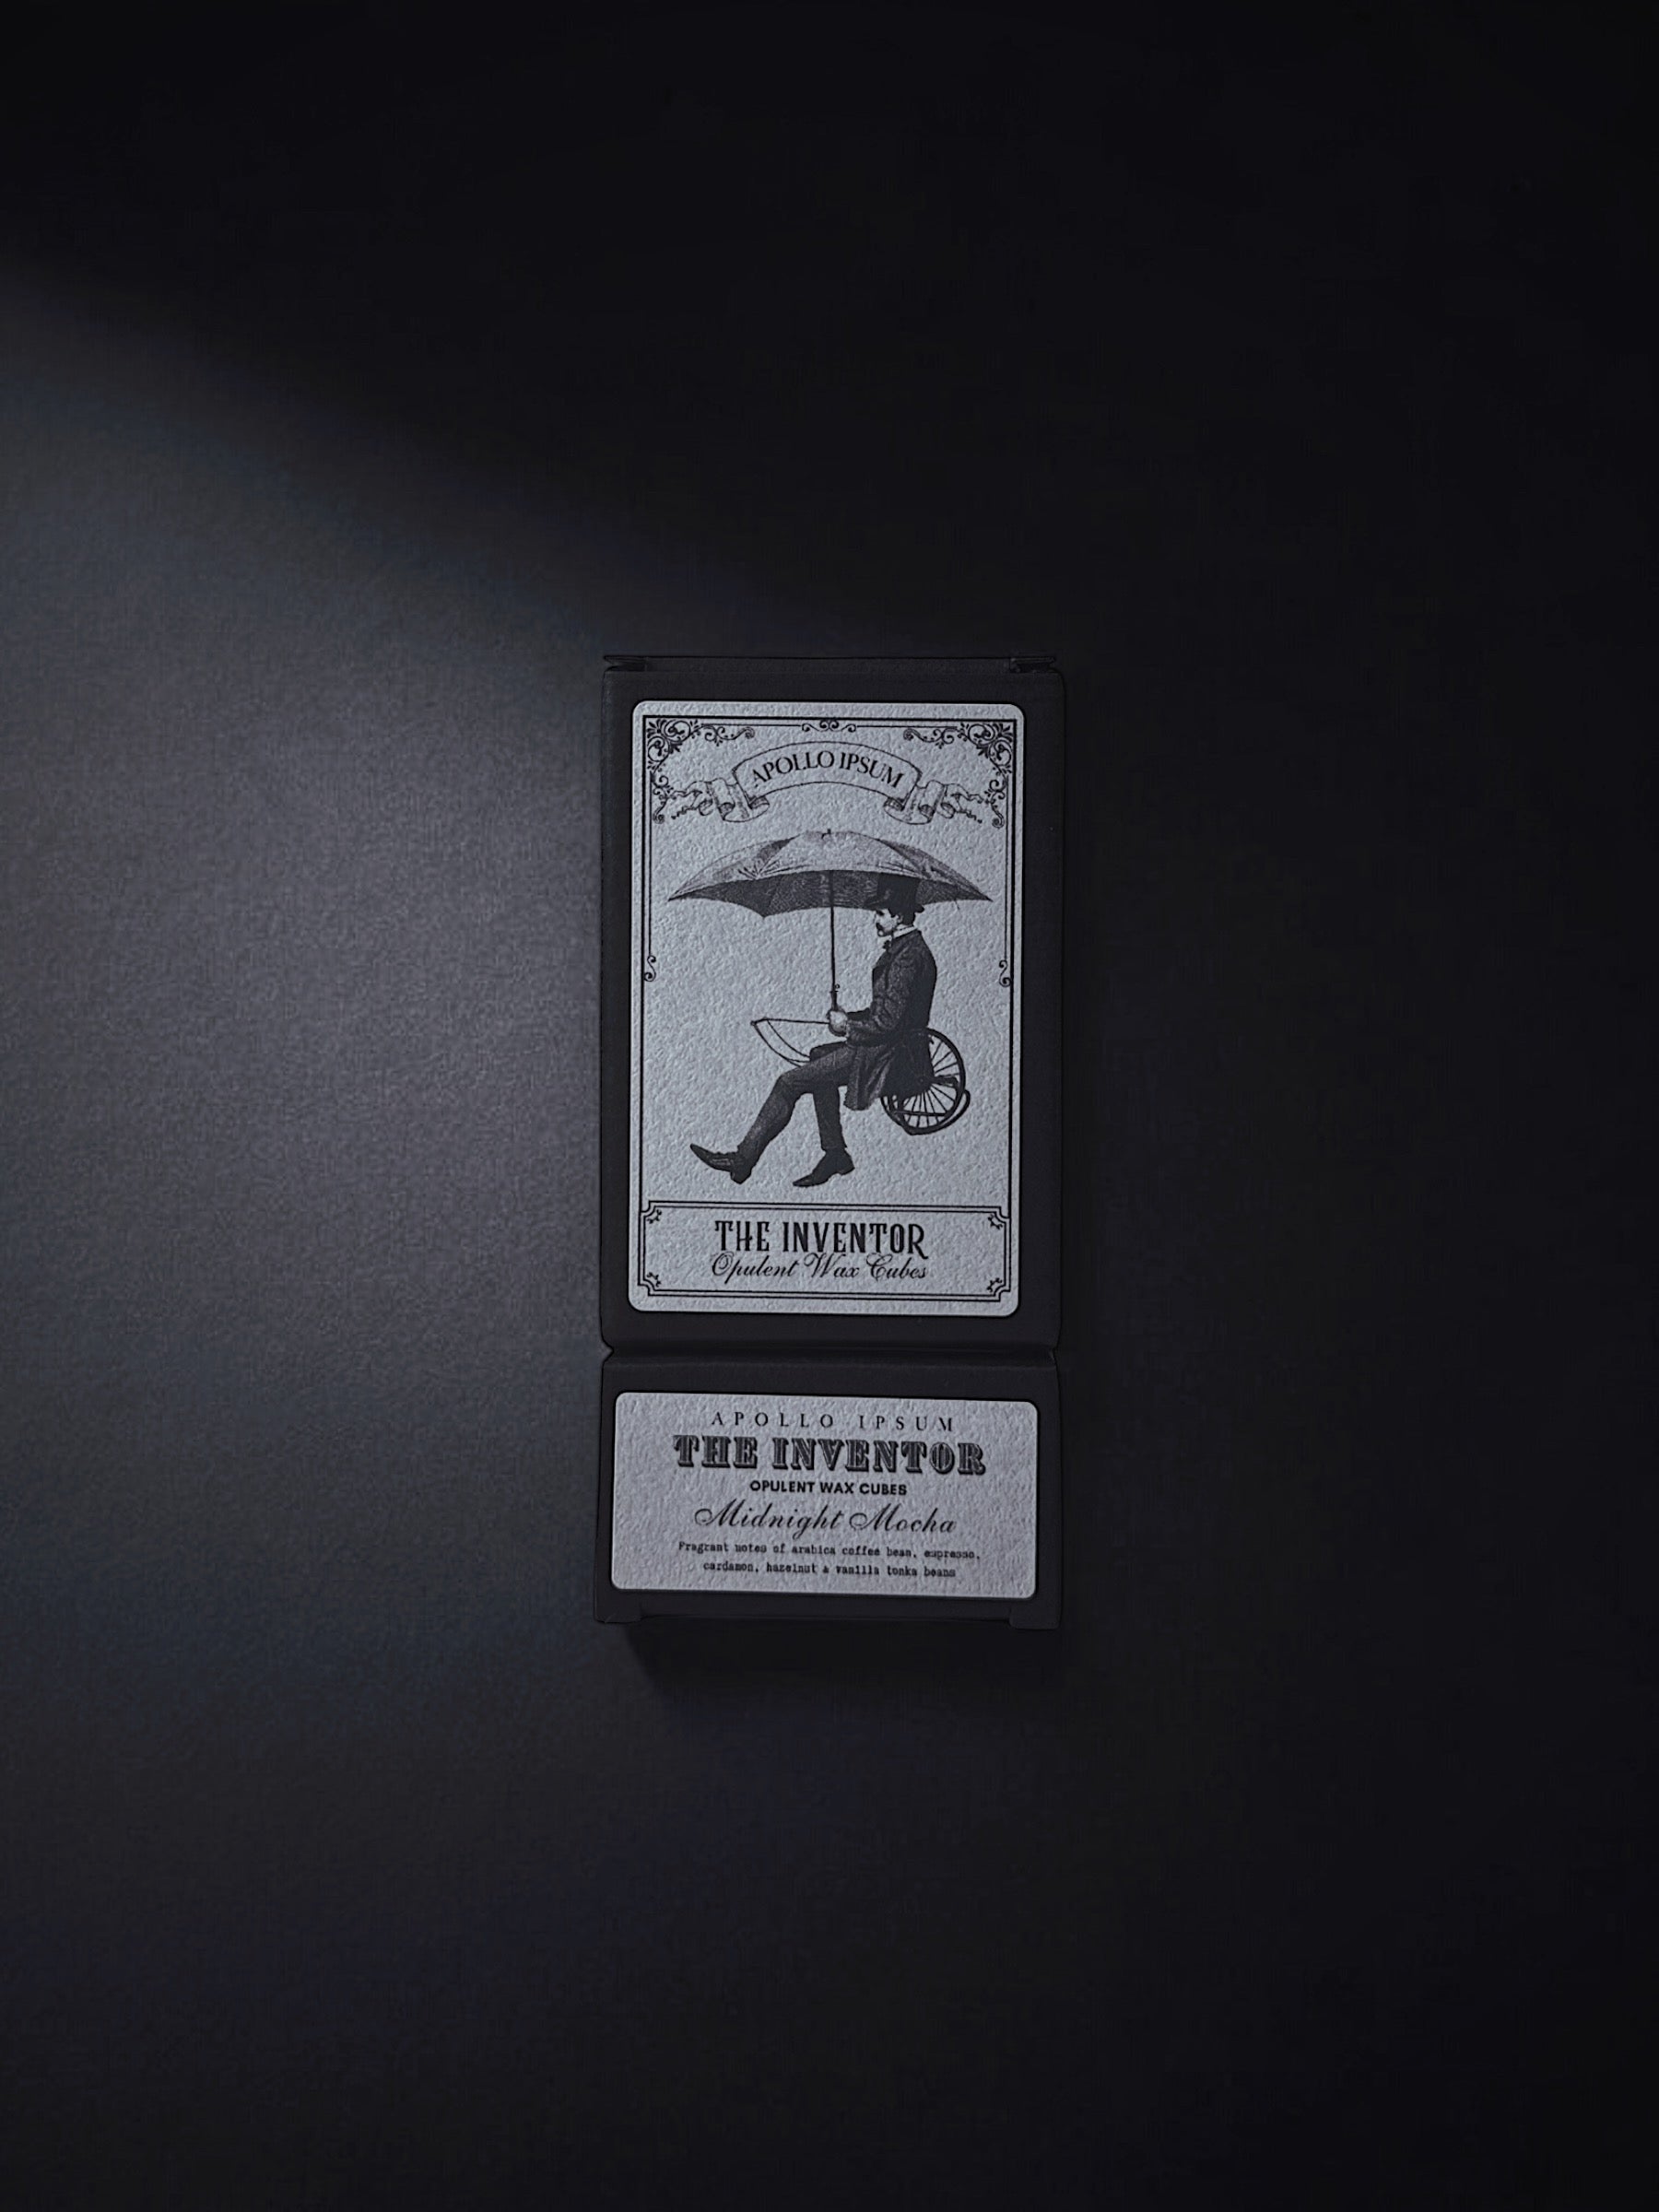 APOLLO IPSUM
THE INVENTOR
Opulent Wax Cubes
APOLLO IPSUM
THE INVENTOR
OPULENT WAX CUBES
Midnight Mocha
Fragrant notes of arabica coffee bean, espresso,
cardamon, hazelnut & vanilla tonka beans